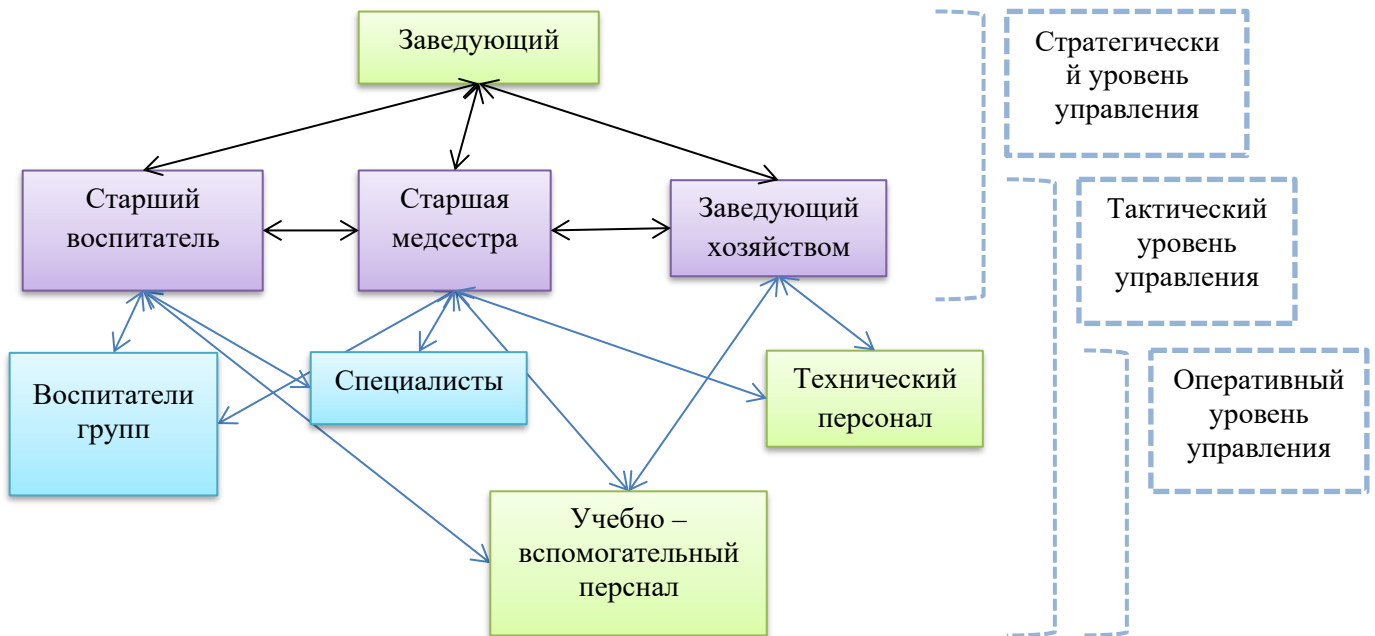 Заведующий
Стратегически
й уровень
управления
Старший
воспитатель
Старшая
медсестра
Заведующий
хозяйством
Тактический
уровень
управления
Воспитатели
групп
Специалисты
Технический
персонал
Оперативный
уровень
управления
Учебно –
вспомогательный
перснал